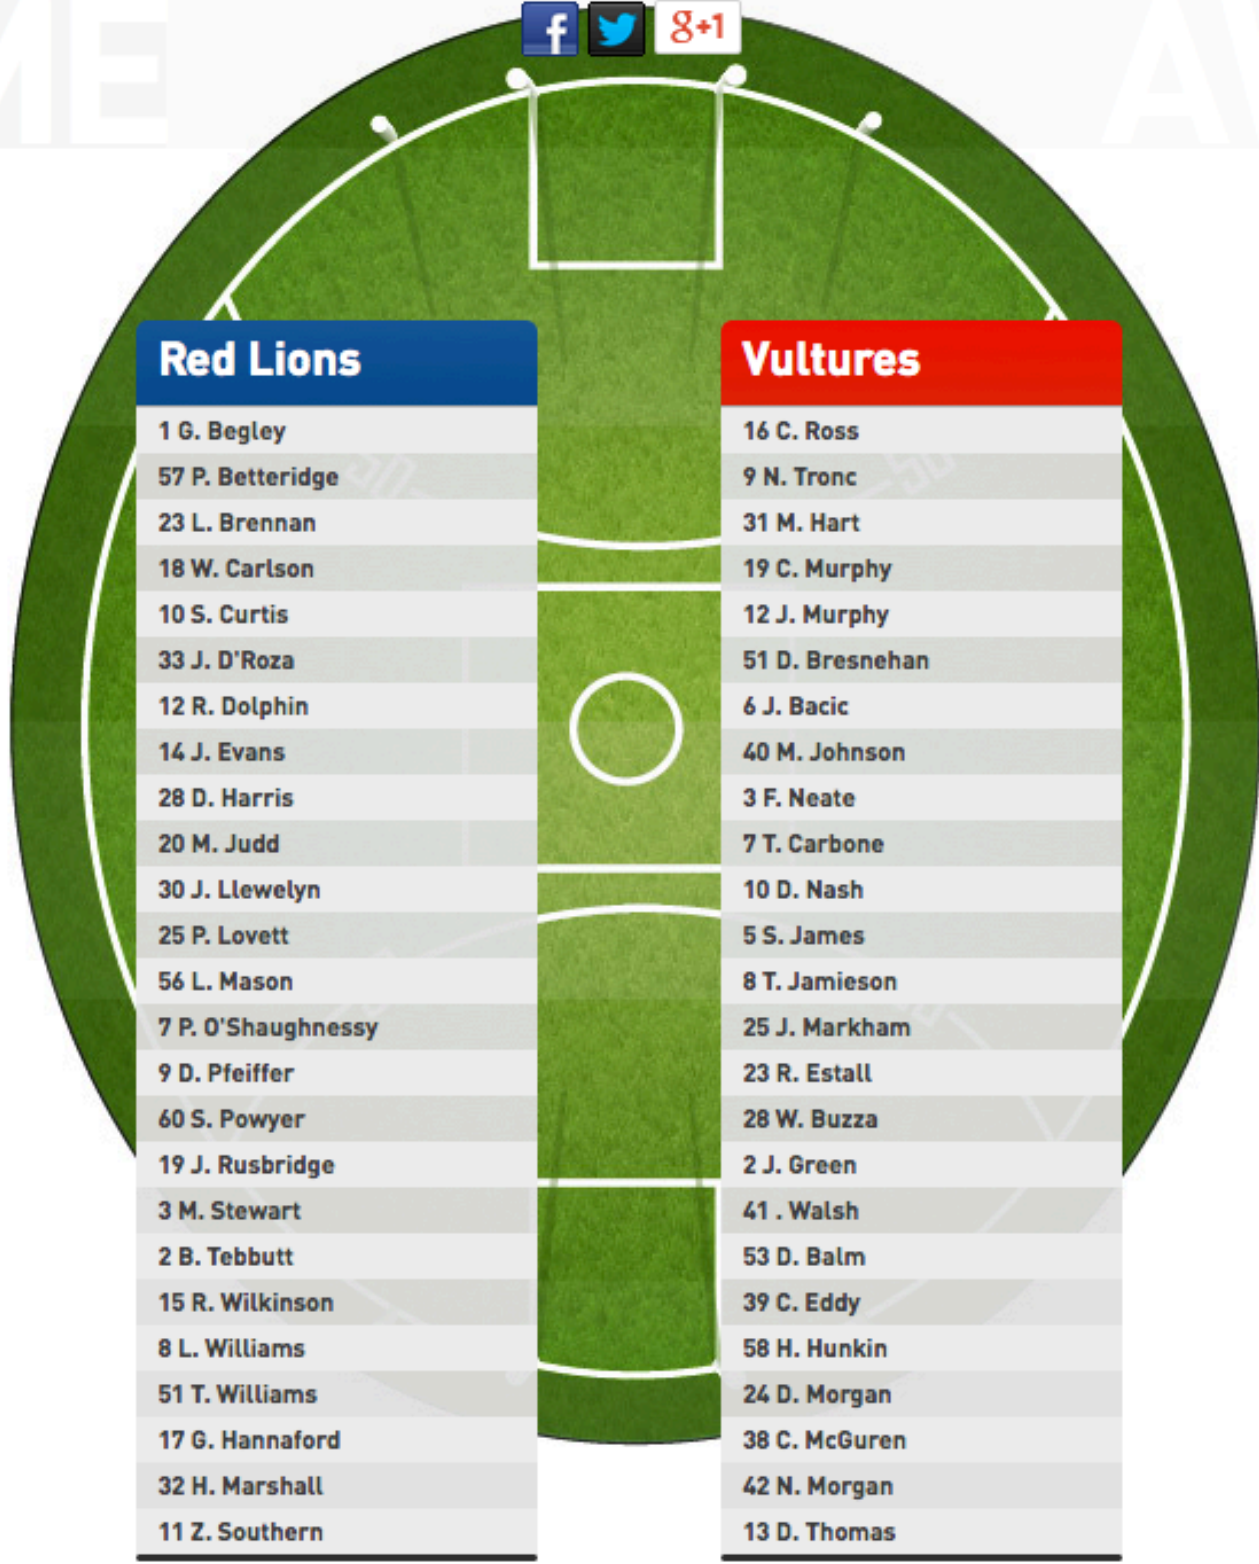 ME
f
g+1
Red Lions
1 G. Begley
57 P. Betteridge
23 L. Brennan
18 W. Carlson
10 S. Curtis
33 J. D'Roza
12 R. Dolphin
14 J. Evans
28 D. Harris
20 M. Judd
30 J. Llewelyn
25 P. Lovett
56 L. Mason
7 P. O'Shaughnessy
9 D. Pfeiffer
60 S. Powyer
19 J. Rusbridge
3 M. Stewart
2 B. Tebbutt
15 R. Wilkinson
8 L. Williams
51 T. Williams
17 G. Hannaford
32 H. Marshall
11 Z. Southern
Vultures
16 C. Ross
9 N. Tronc
31 M. Hart
19 C. Murphy
12 J. Murphy
51 D. Bresnehan
6 J. Bacic
40 M. Johnson
3 F. Neate
7 T. Carbone
10 D. Nash
5 S. James
8 T. Jamieson
25 J. Markham
23 R. Estall
28 W. Buzza
2 J. Green
41 . Walsh
53 D. Balm
39 C. Eddy
58 H. Hunkin
24 D. Morgan
38 C. McGuren
42 N. Morgan
13 D. Thomas
50
50